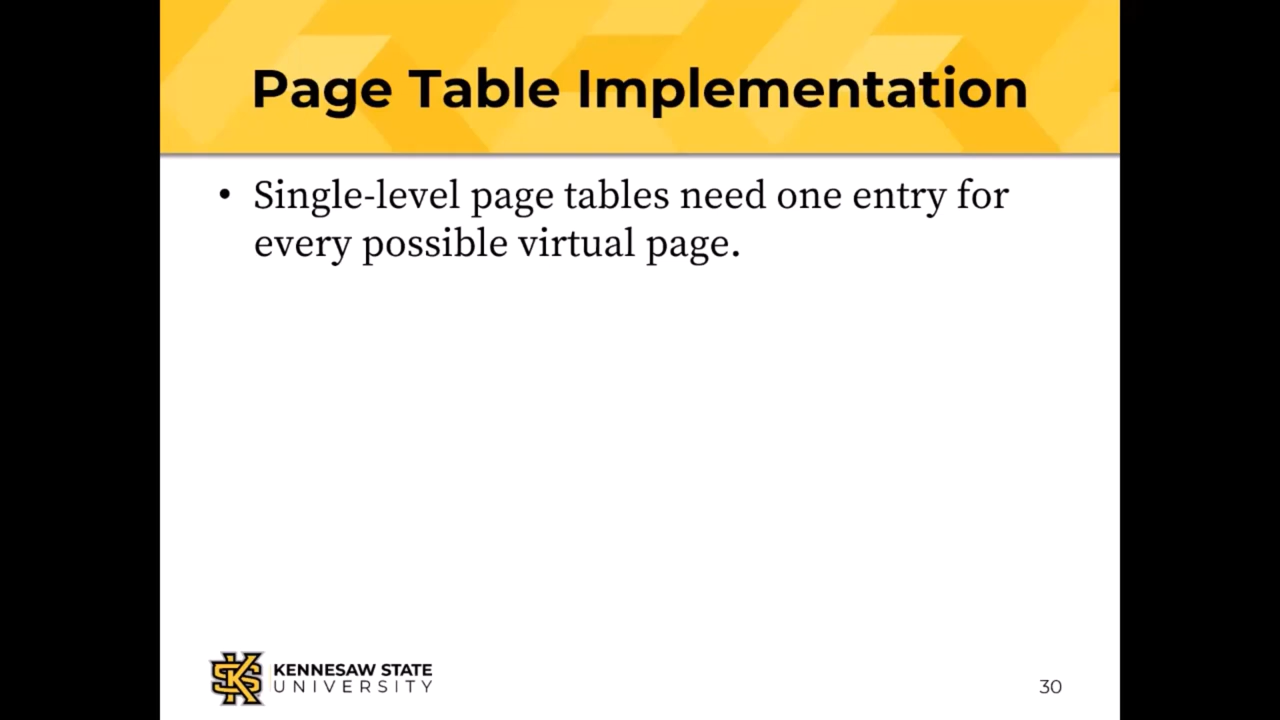 Page Table Implementation
• Single-level page tables need one entry for
every possible virtual page.
KENNESAW STATE
UNIVERSITY
30